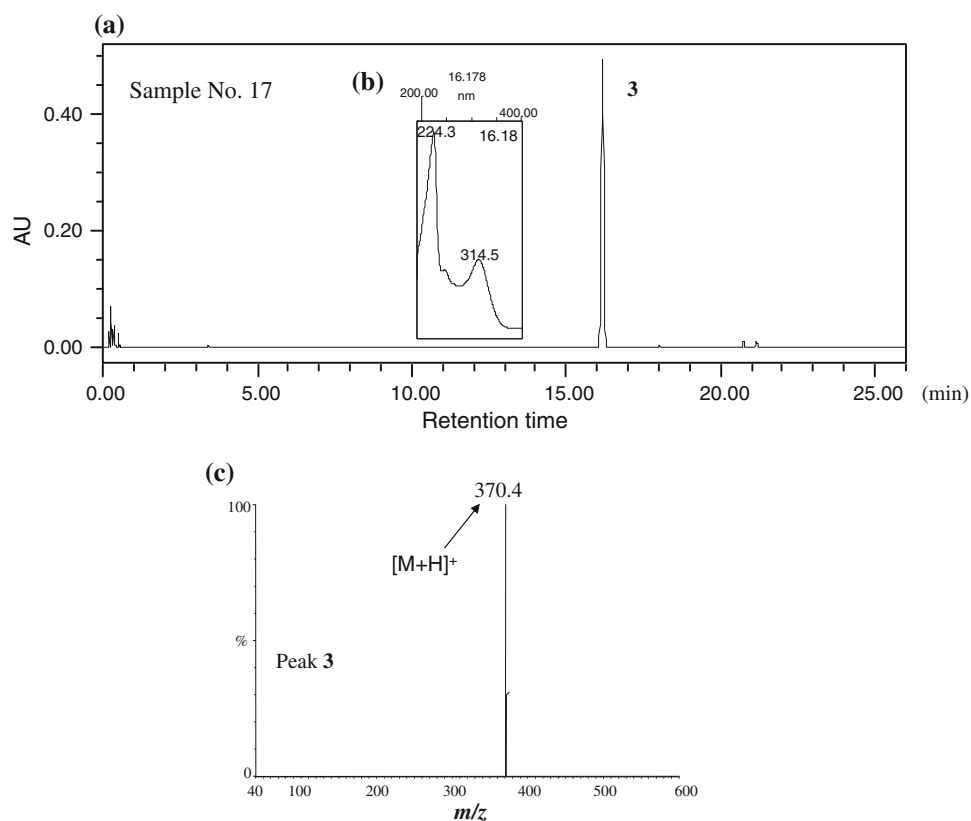 (a)
Sample No. 17
(b)
16.178
200.00
nm
400.00
224.3
16.18
314.5
3
0.40
0.20
0.00
AU
0.00
5.00
10.00
15.00
20.00
25.00
(min)
Retention time
(c)
370.4
100
[M+H]+
%
Peak 3
0
40
100
200
300
400
500
600
m/z